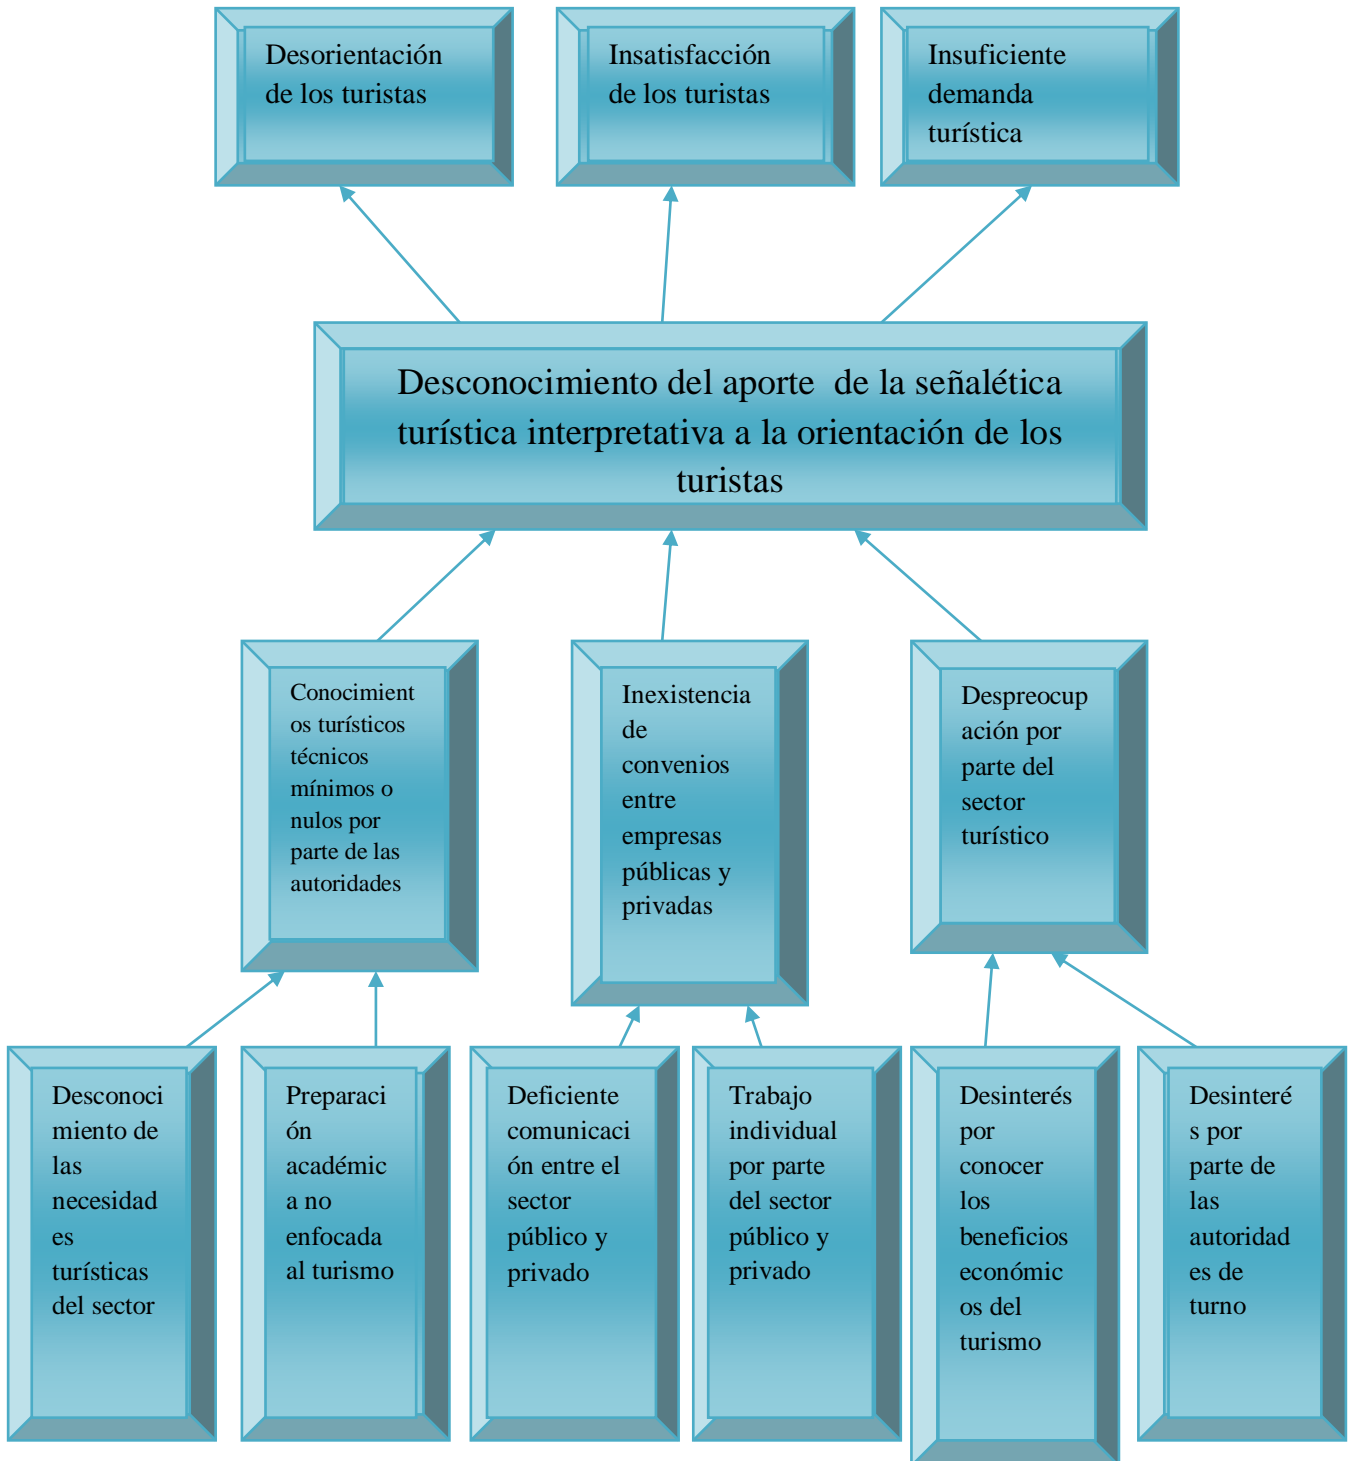 Desorientación
de los turistas
Insatisfacción
de los turistas
Insuficiente
demanda
turística
Desconocimiento del aporte  de la señalética
turística interpretativa a la orientación de los
turistas
Conocimient
os turísticos
técnicos
mínimos o
nulos por
parte de las
autoridades
Inexistencia
de
convenios
entre
empresas
públicas y
privadas
Despreocup
ación por
parte del
sector
turístico
Desconoci
miento de
las
necesidad
es
turísticas
del sector
Preparaci
ón
académic
a no
enfocada
al turismo
Deficiente
comunicaci
ón entre el
sector
público y
privado
Trabajo
individual
por parte
del sector
público y
privado
Desinterés
por
conocer
los
beneficios
económic
os del
turismo
Desinteré
s por
parte de
las
autoridad
es de
turno